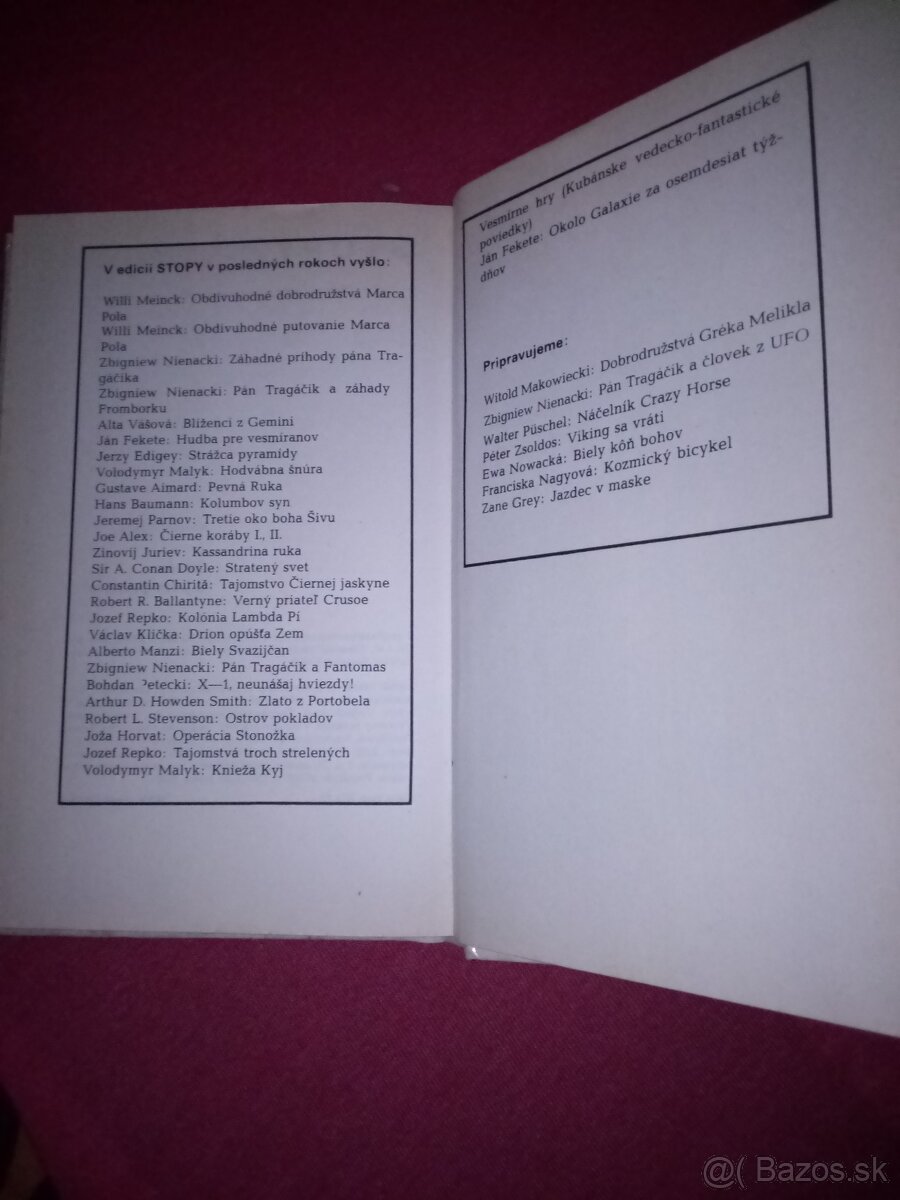 V edícii STOPY v posledných rokoch vyšlo:
Willi Meinck: Obdivuhodné dobrodružstvá Marca
Pola
Willi Meinck: Obdivuhodné putovanie Marca
Pola
Zbigniew Nienacki: Záhadné príhody pána Tra-
gáčika
Zbigniew Nienacki: Pán Tragáčik a záhady
Fromborku
Alta Vášová: Blíženci z Gemini
Ján Fekete: Hudba pre vesmíranov
Jerzy Edigey: Strážca pyramídy
Volodymyr Malyk: Hodvábna šnúra
Gustave Aimard: Pevná Ruka
Hans Baumann: Kolumbov syn
Jeremej Parnov: Tretie oko boha Šivu
Joe Alex: Čierne koráby I., II.
Zinovij Juriev: Kassandrina ruka
Sir A. Conan Doyle: Stratený svet
Constantin Chiriţă: Tajomstvo Čiernej jaskyne
Robert R. Ballantyne: Verný priateľ Crusoe
Jozef Repko: Kolónia Lambda Pí
Václav Klička: Drion opúšťa Zem
Alberto Manzi: Biely Svazijčan
Zbigniew Nienacki: Pán Tragáčik a Fantomas
Bohdan Petecki: X—1, neunášaj hviezdy!
Arthur D. Howden Smith: Zlato z Portobela
Robert L. Stevenson: Ostrov pokladov
Joža Horvat: Operácia Stonožka
Jozef Repko: Tajomstvá troch strelených
Volodymyr Malyk: Knieža Kyj
Vesmírne hry (Kubánske vedecko-fantastické
poviedky)
Ján Fekete: Okolo Galaxie za osemdesiat týž-
dňov
Pripravujeme:
Witold Makowiecki: Dobrodružstvá Gréka Melikla
Zbigniew Nienacki: Pán Tragáčik a človek z UFO
Walter Püschel: Náčelník Crazy Horse
Péter Zsoldos: Viking sa vráti
Ewa Nowacká: Biely kôň bohov
Franciska Nagyová: Kozmický bicykel
Zane Grey: Jazdec v maske
@( Bazos.sk